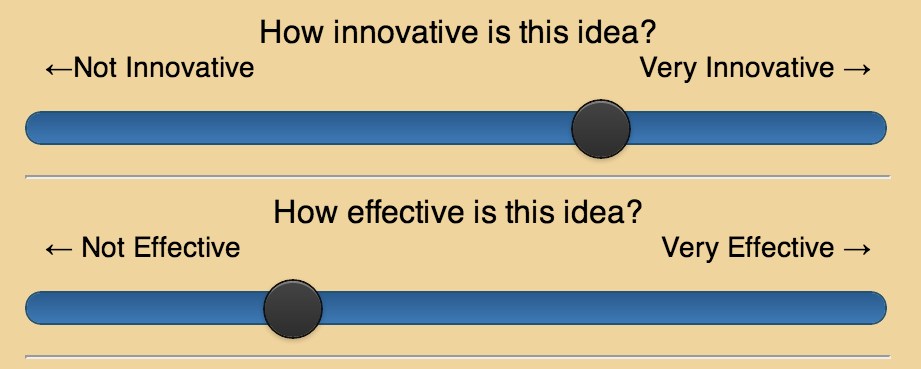 How innovative is this idea?
←Not Innovative Very Innovative →
How effective is this idea?
← Not Effective Very Effective →